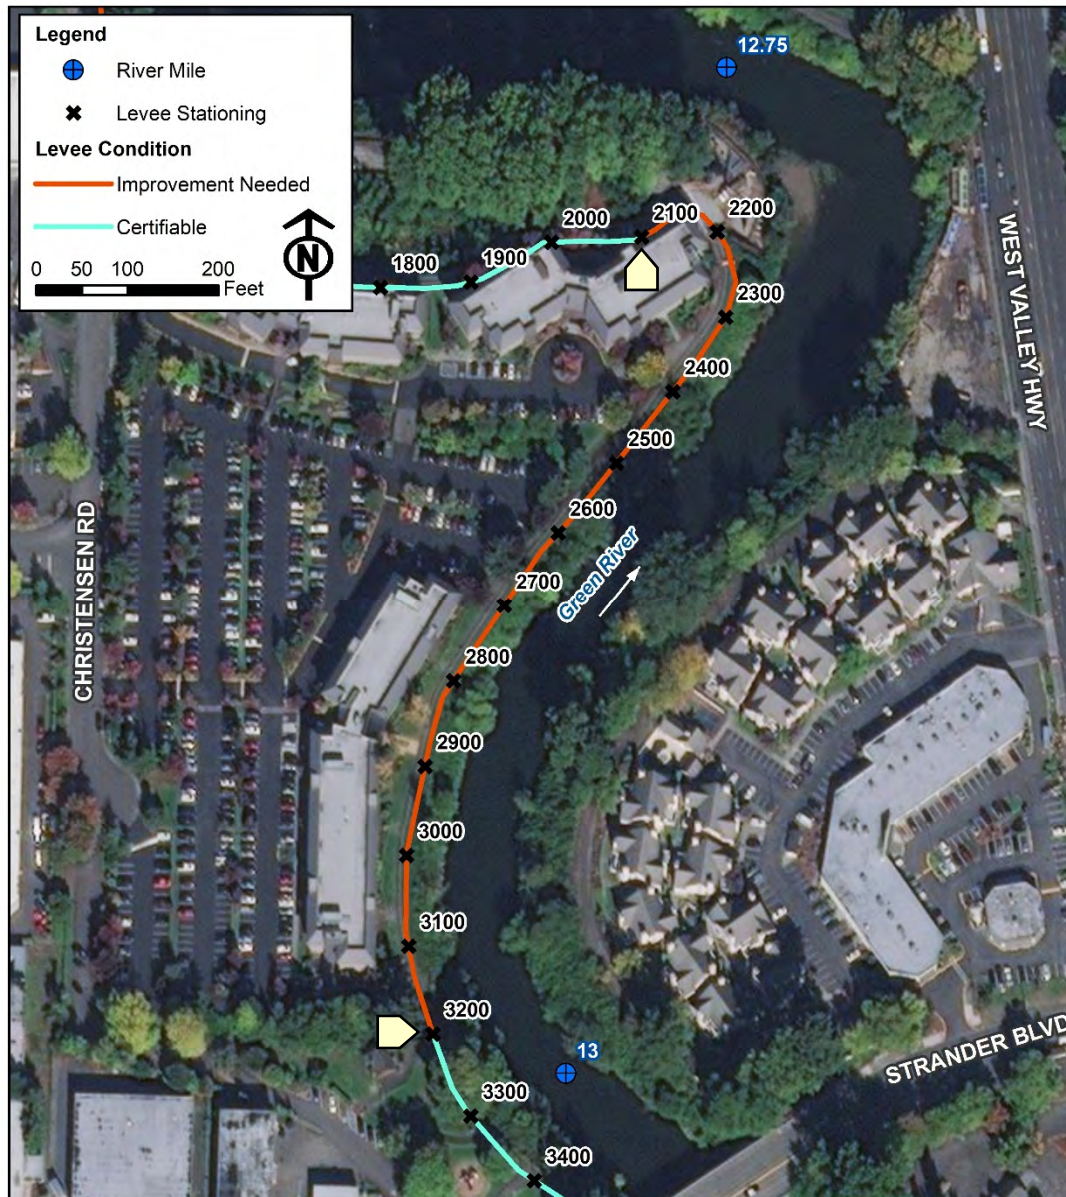 Legend
River Mile
Levee Stationing
Levee Condition
Improvement Needed
Certifiable
N
0 50 100 200
Feet
12.75
1800
1900
2000
2100
2200
2300
2400
2500
2600
2700
2800
2900
3000
3100
3200
3300
3400
13
Green River
CHRISTENSEN RD
WEST VALLEY HWY
STRANDER BLVD